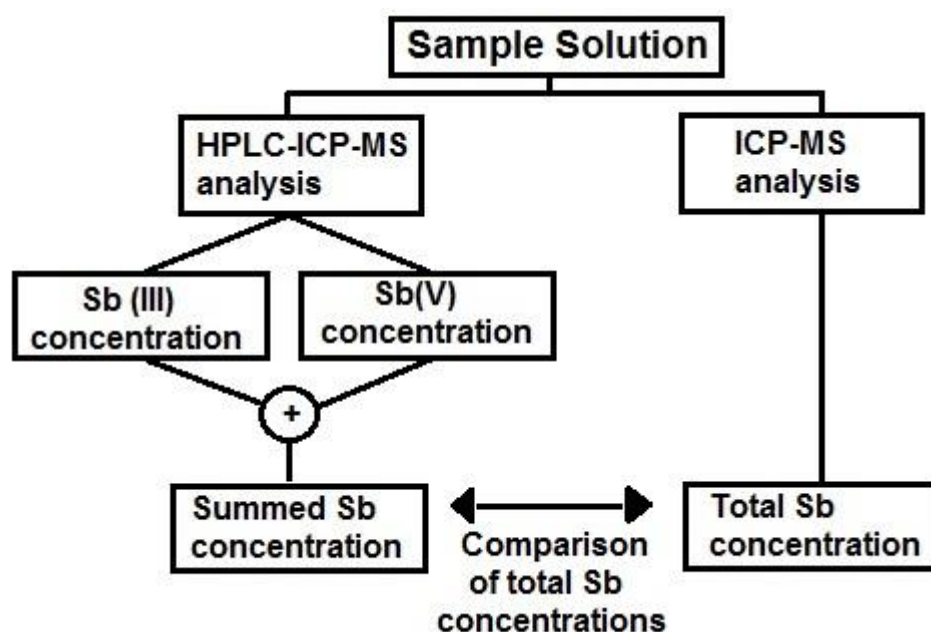 Sample Solution
HPLC-ICP-MS
analysis
ICP-MS
analysis
Sb (III)
concentration
Sb(V)
concentration
+
Summed Sb
concentration
Comparison
of total Sb
concentrations
Total Sb
concentration